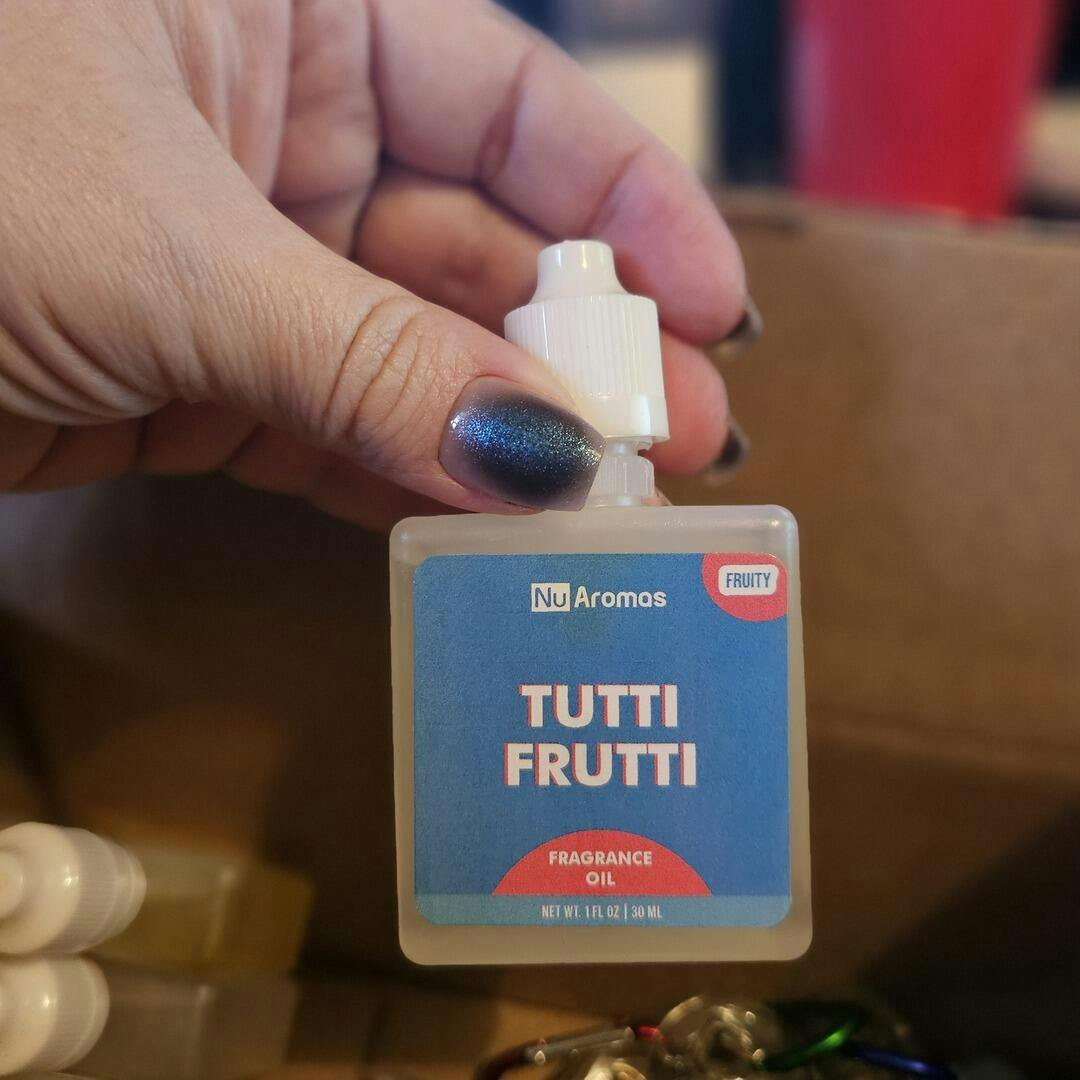 Nu Aromas
FRUITY
TUTTI
FRUTTI
FRAGRANCE
OIL
NET WT. 1 FL OZ | 30 ML